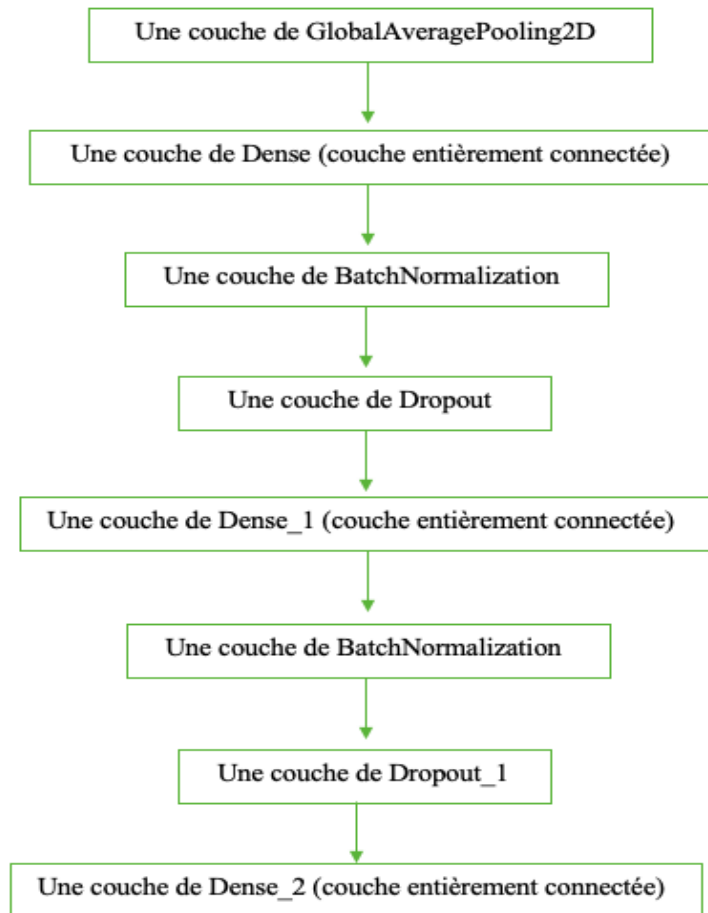 Une couche de GlobalAveragePooling2D
Une couche de Dense (couche entièrement connectée)
Une couche de BatchNormalization
Une couche de Dropout
Une couche de Dense_1 (couche entièrement connectée)
Une couche de BatchNormalization
Une couche de Dropout_1
Une couche de Dense_2 (couche entièrement connectée)